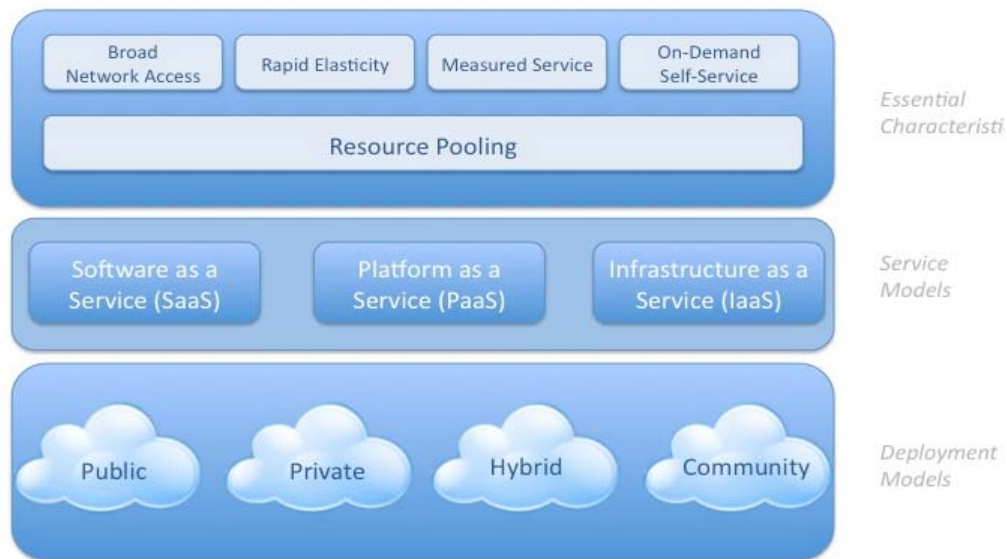 Broad
Network Access
Rapid Elasticity
Measured Service
On-Demand
Self-Service
Resource Pooling
Essential
Characteristi
Software as a
Service (SaaS)
Platform as a
Service (PaaS)
Infrastructure as a
Service (IaaS)
Service
Models
Public
Private
Hybrid
Community
Deployment
Models